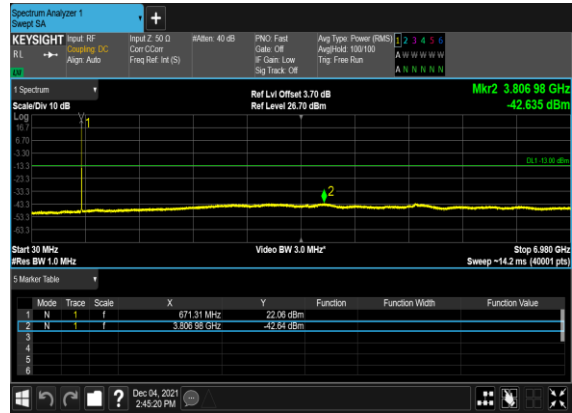 Spectrum Analyzer 1
Swept SA
+
KEYSIGHT Input: RF Input Z: 50 Ω #Atten: 40 dB PNO: Fast Avg Type: Power (RMS) 1 2 3 4 5 6
RL Coupling: DC Corr CCorr Gate: Off Avg|Hold: 100/100 A W W W W W
Align: Auto Freq Ref: Int (S) IF Gain: Low Trig: Free Run
LW Sig Track: Off A N N N N N
1 Spectrum
Scale/Div 10 dB
Ref Lvl Offset 3.70 dB
Ref Level 26.70 dBm
Mkr2 3.806 98 GHz
-42.635 dBm
Log
16.7
6.70
-3.30
-13.3
-23.3
-33.3
-43.3
-53.3
-63.3
1
2
DL1 -13.00 dBm
Start 30 MHz Video BW 3.0 MHz* Stop 6.980 GHz
#Res BW 1.0 MHz Sweep ~14.2 ms (40001 pts)
5 Marker Table
Mode Trace Scale X Y Function Function Width Function Value
1 N 1 f 671.31 MHz 22.06 dBm
2 N 1 f 3.806 98 GHz -42.64 dBm
3
4
5
6
? Dec 04, 2021
2:45:20 PM